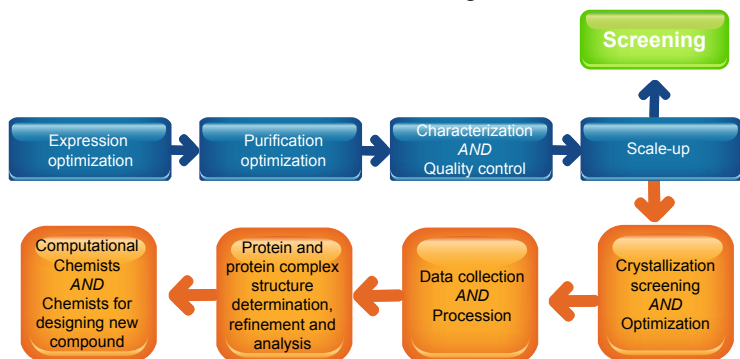 Screening
Expression
optimization
Purification
optimization
Characterization
AND
Quality control
Scale-up
Computational
Chemists
AND
Chemists for
designing new
compound
Protein and
protein complex
structure
determination,
refinement and
analysis
Data collection
AND
Procession
Crystallization
screening
AND
Optimization